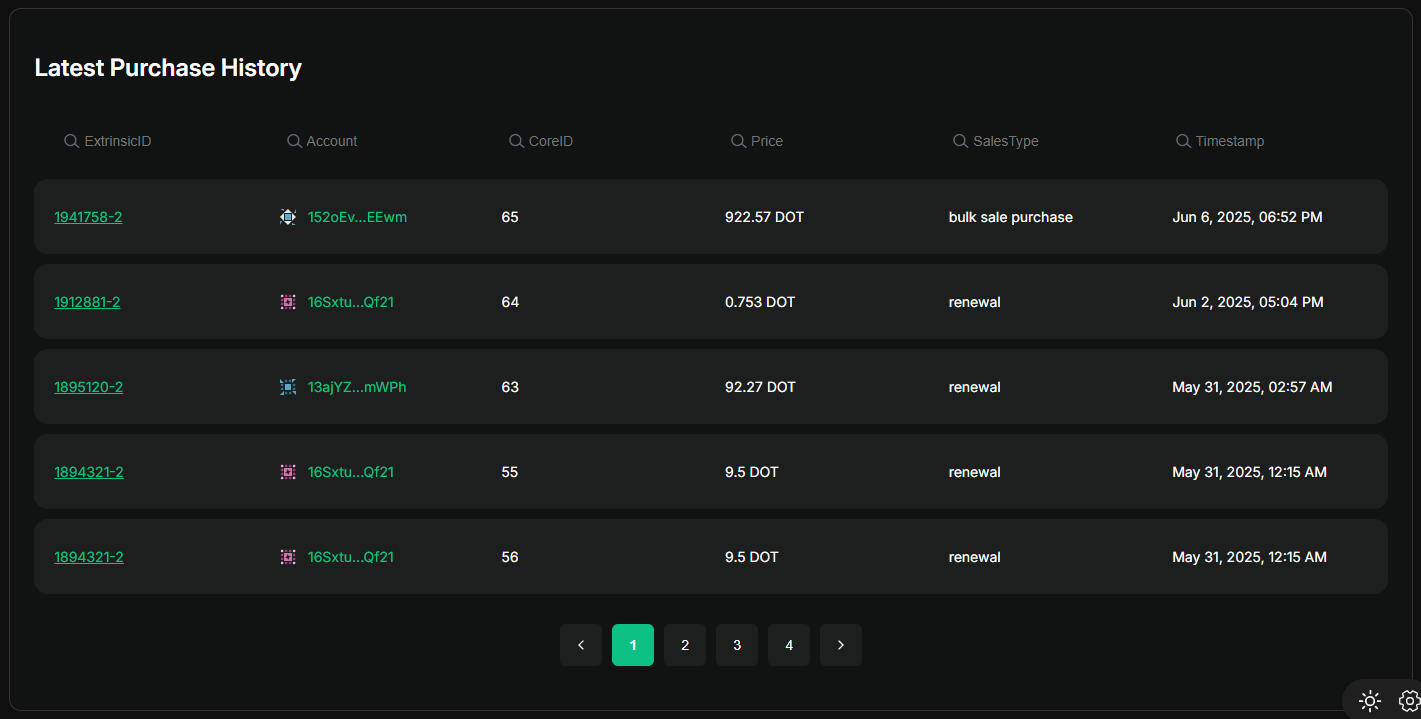 Latest Purchase History
ExtrinsicID Account CoreID Price SalesType Timestamp
1941758-2 152oEv...EEwm 65 922.57 DOT bulk sale purchase Jun 6, 2025, 06:52 PM
1912881-2 16Sxtu...Qf21 64 0.753 DOT renewal Jun 2, 2025, 05:04 PM
1895120-2 13ajYZ...mWPh 63 92.27 DOT renewal May 31, 2025, 02:57 AM
1894321-2 16Sxtu...Qf21 55 9.5 DOT renewal May 31, 2025, 12:15 AM
1894321-2 16Sxtu...Qf21 56 9.5 DOT renewal May 31, 2025, 12:15 AM
1 2 3 4